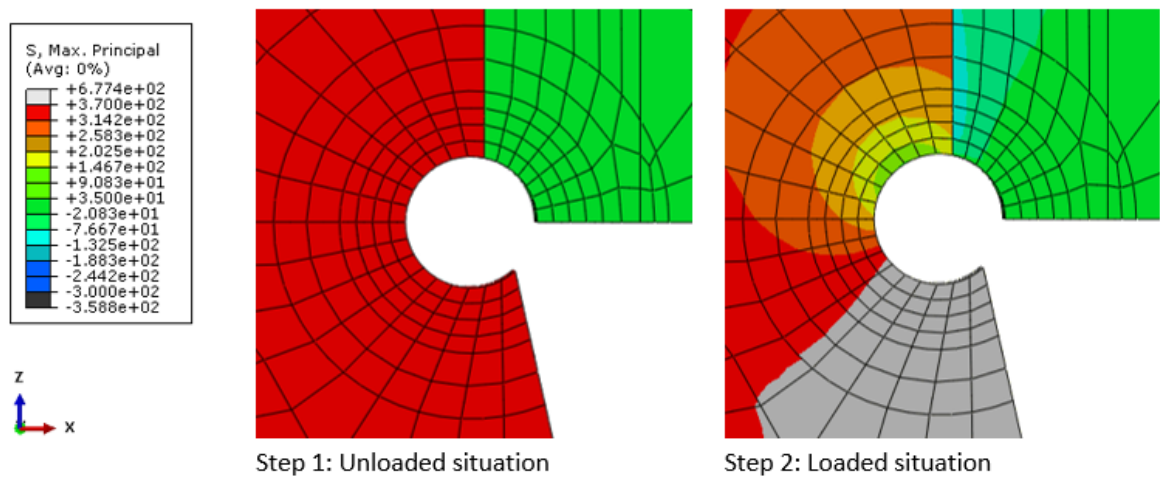 S, Max. Principal
(Avg: 0%)
+6.774e+02
+3.700e+02
+3.142e+02
+2.583e+02
+2.025e+02
+1.467e+02
+9.083e+01
+3.500e+01
-2.083e+01
-7.667e+01
-1.325e+02
-1.883e+02
-2.442e+02
-3.000e+02
-3.588e+02
Z
X
Step 1: Unloaded situation
Step 2: Loaded situation